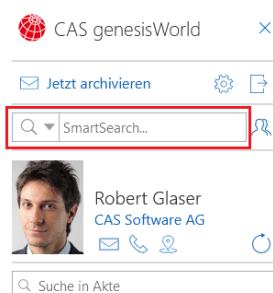 CAS genesisWorld
Jetzt archivieren
SmartSearch...
Robert Glaser
CAS Software AG
Suche in Akte